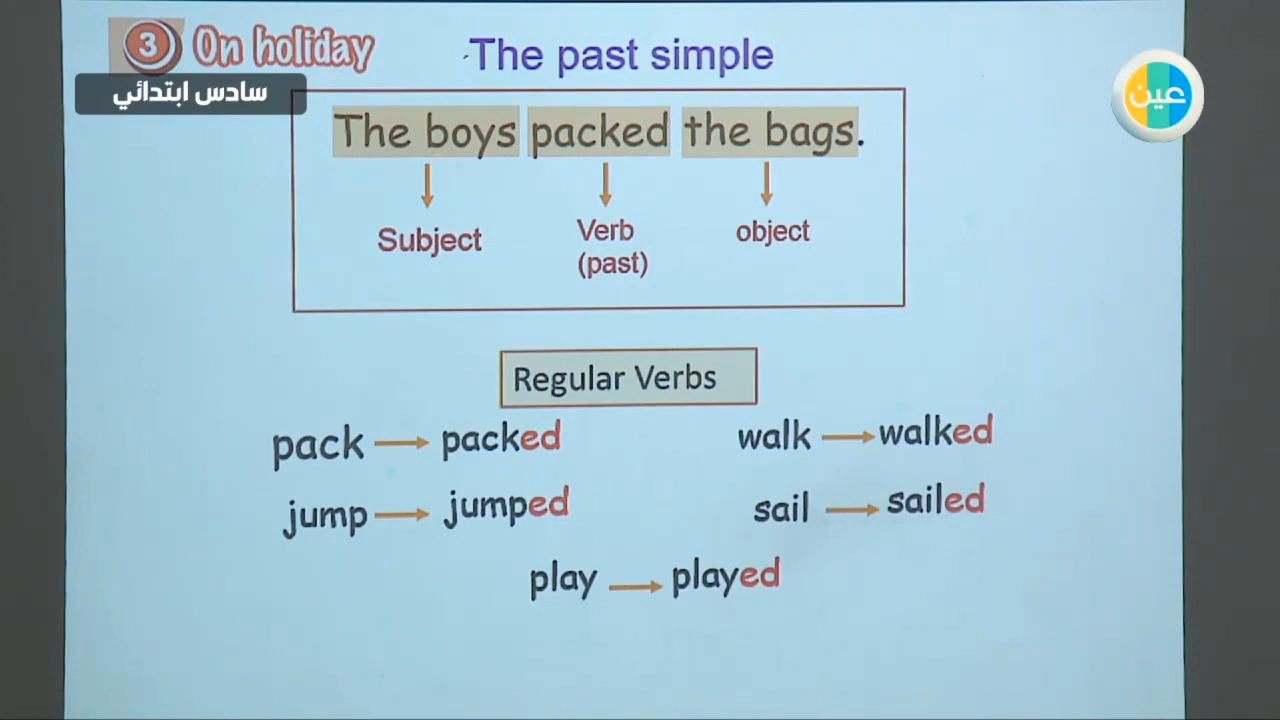 3 On holiday
The past simple
سادس ابتدائي
عين
The boys packed the bags.
Subject
Verb
(past)
object
Regular Verbs
pack → packed
walk → walked
jump → jumped
sail → sailed
play → played